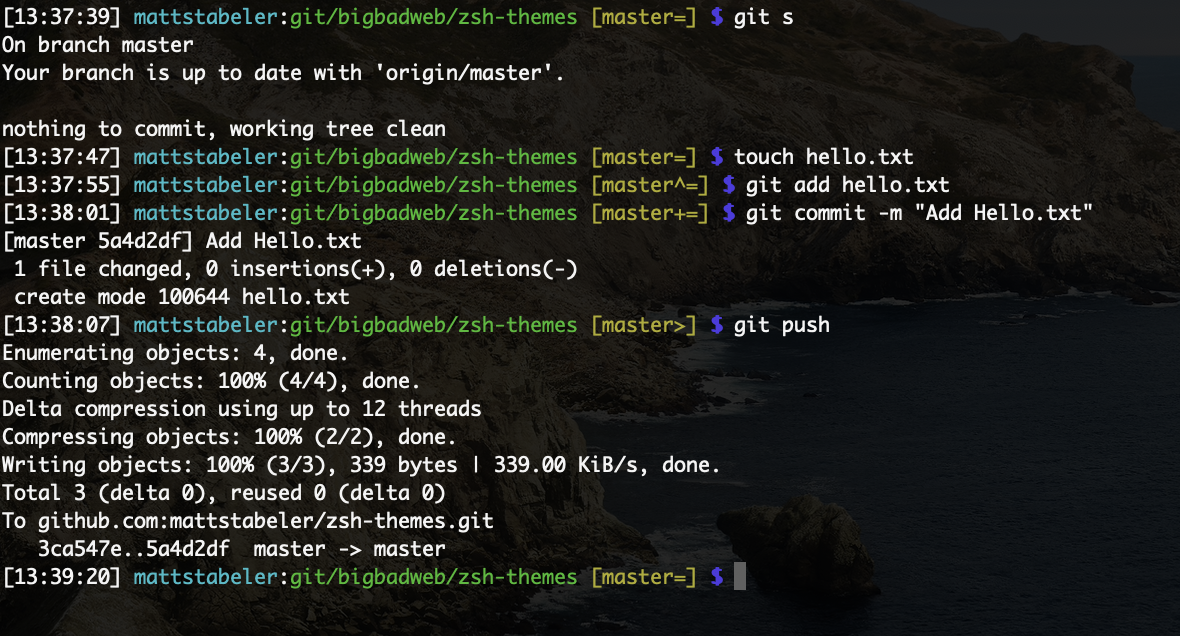 [13:37:39] mattstabeler:git/bigbadweb/zsh-themes [master=] $ git s
On branch master
Your branch is up to date with 'origin/master'.

nothing to commit, working tree clean
[13:37:47] mattstabeler:git/bigbadweb/zsh-themes [master=] $ touch hello.txt
[13:37:55] mattstabeler:git/bigbadweb/zsh-themes [master^=] $ git add hello.txt
[13:38:01] mattstabeler:git/bigbadweb/zsh-themes [master+=] $ git commit -m "Add Hello.txt"
[master 5a4d2df] Add Hello.txt
 1 file changed, 0 insertions(+), 0 deletions(-)
 create mode 100644 hello.txt
[13:38:07] mattstabeler:git/bigbadweb/zsh-themes [master>] $ git push
Enumerating objects: 4, done.
Counting objects: 100% (4/4), done.
Delta compression using up to 12 threads
Compressing objects: 100% (2/2), done.
Writing objects: 100% (3/3), 339 bytes | 339.00 KiB/s, done.
Total 3 (delta 0), reused 0 (delta 0)
To github.com:mattstabeler/zsh-themes.git
   3ca547e..5a4d2df  master -> master
[13:39:20] mattstabeler:git/bigbadweb/zsh-themes [master=] $